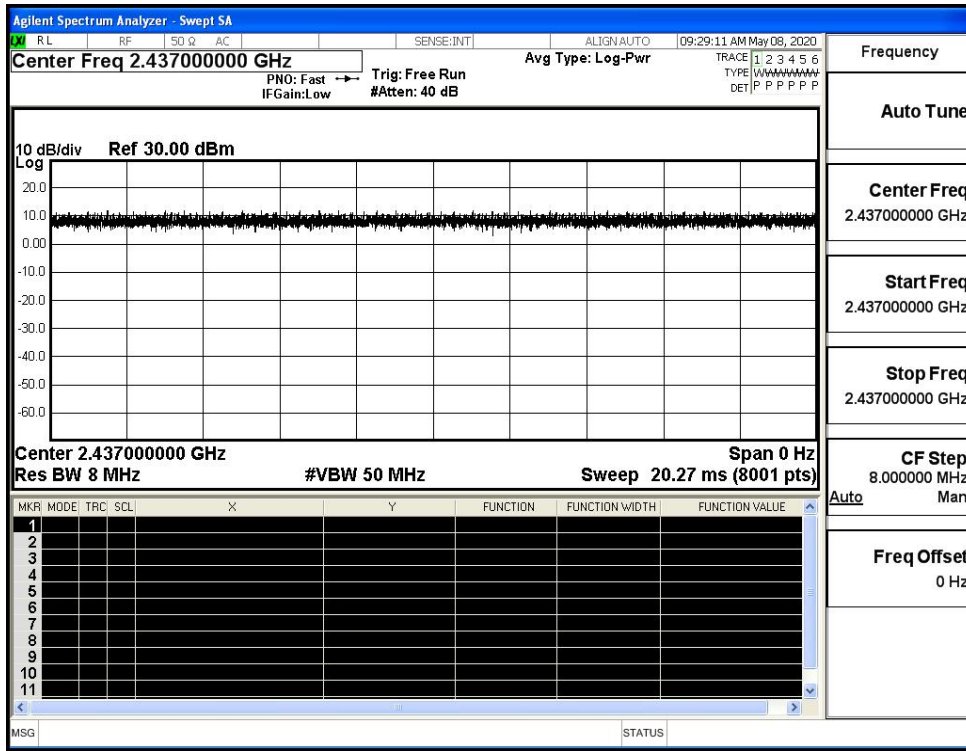 Agilent Spectrum Analyzer - Swept SA
LXI RL RF 50 Ω AC SENSE:INT ALIGNAUTO 09:29:11 AM May 08, 2020
Center Freq 2.437000000 GHz
PNO: Fast
IFGain:Low
Trig: Free Run
#Atten: 40 dB
Avg Type: Log-Pwr
TRACE 1 2 3 4 5 6
TYPE WWWWWW
DET P P P P P P
10 dB/div Ref 30.00 dBm
Log
20.0
10.0
0.00
-10.0
-20.0
-30.0
-40.0
-50.0
-60.0
Center 2.437000000 GHz Span 0 Hz
Res BW 8 MHz #VBW 50 MHz Sweep 20.27 ms (8001 pts)
MKR MODE TRC SCL X Y FUNCTION FUNCTION WIDTH FUNCTION VALUE
1
2
3
4
5
6
7
8
9
10
11
MSG STATUS
Frequency
Auto Tune
Center Freq
2.437000000 GHz
Start Freq
2.437000000 GHz
Stop Freq
2.437000000 GHz
CF Step
8.000000 MHz
Auto Man
Freq Offset
0 Hz